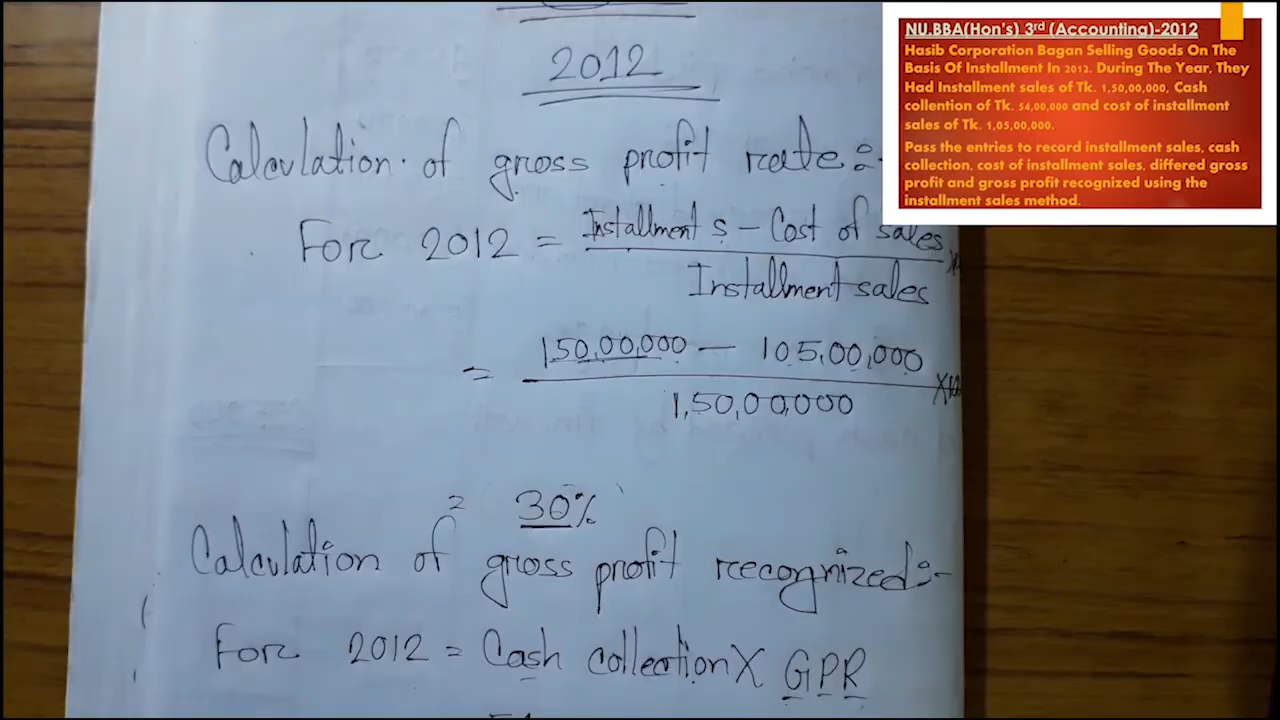 2012
Calculation of gross profit rate:-
For 2012 = Installment s - Cost of sales
Installment sales
= 150,00,000 - 105,00,000
1,50,00,000
= 30%
Calculation of gross profit recognized:-
For 2012 = Cash collection X GPR
NU.BBA(Hon's) 3rd (Accounting)-2012
Hasib Corporation Bagan Selling Goods On The
Basis Of Installment In 2012. During The Year, They
Had Installment sales of Tk. 1,50,00,000, Cash
collention of Tk. 54,00,000 and cost of installment
sales of Tk. 1,05,00,000.
Pass the entries to record installment sales, cash
collection, cost of installment sales, differed gross
profit and gross profit recognized using the
installment sales method.